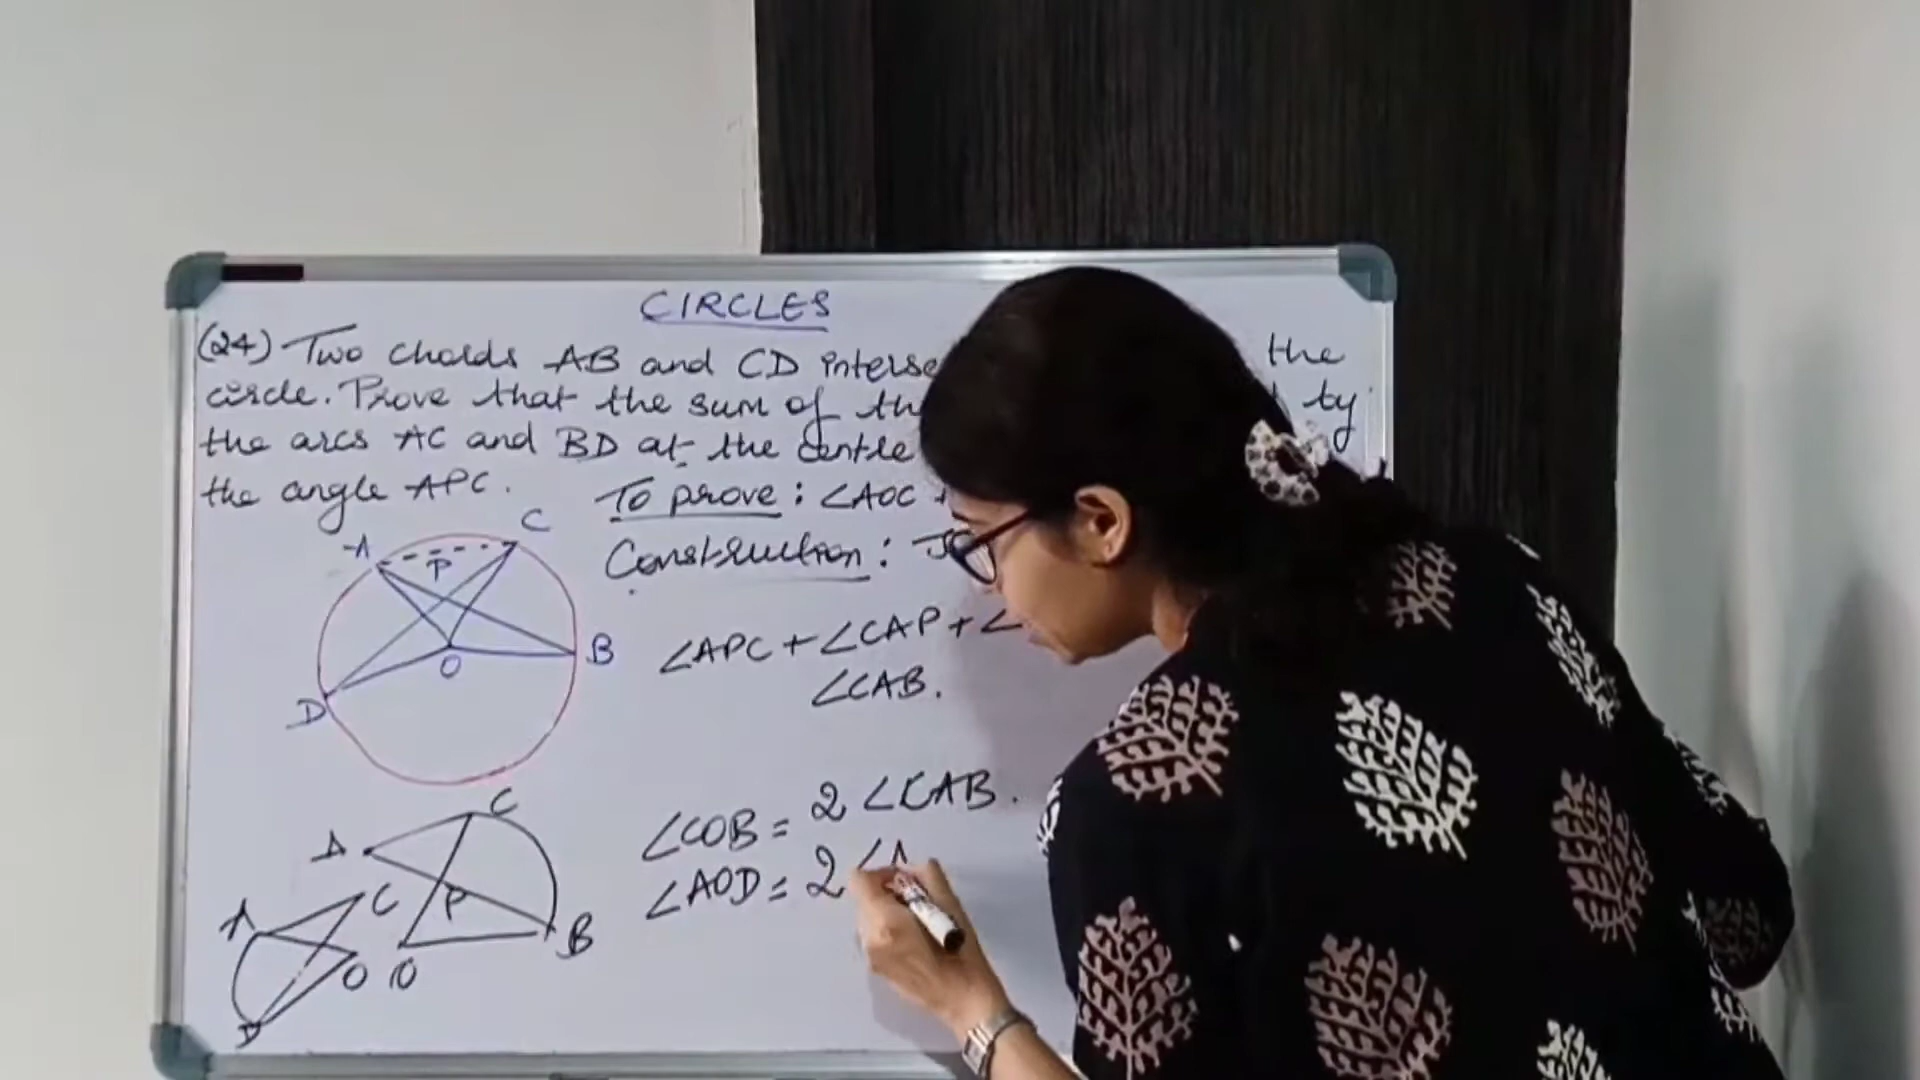 CIRCLES
(24) Two chords AB and CD the
circle. Prove that the sum of by
the arcs AC and BD at the centre
the angle APC.
To prove : ∠AOC +
Construction :
∠APC + ∠CAP + ∠
∠CAB.
∠COB = 2 ∠CAB.
∠AOD = 2 ∠A
A C
P
O B
D
C
A
P
O B
A C
O
D